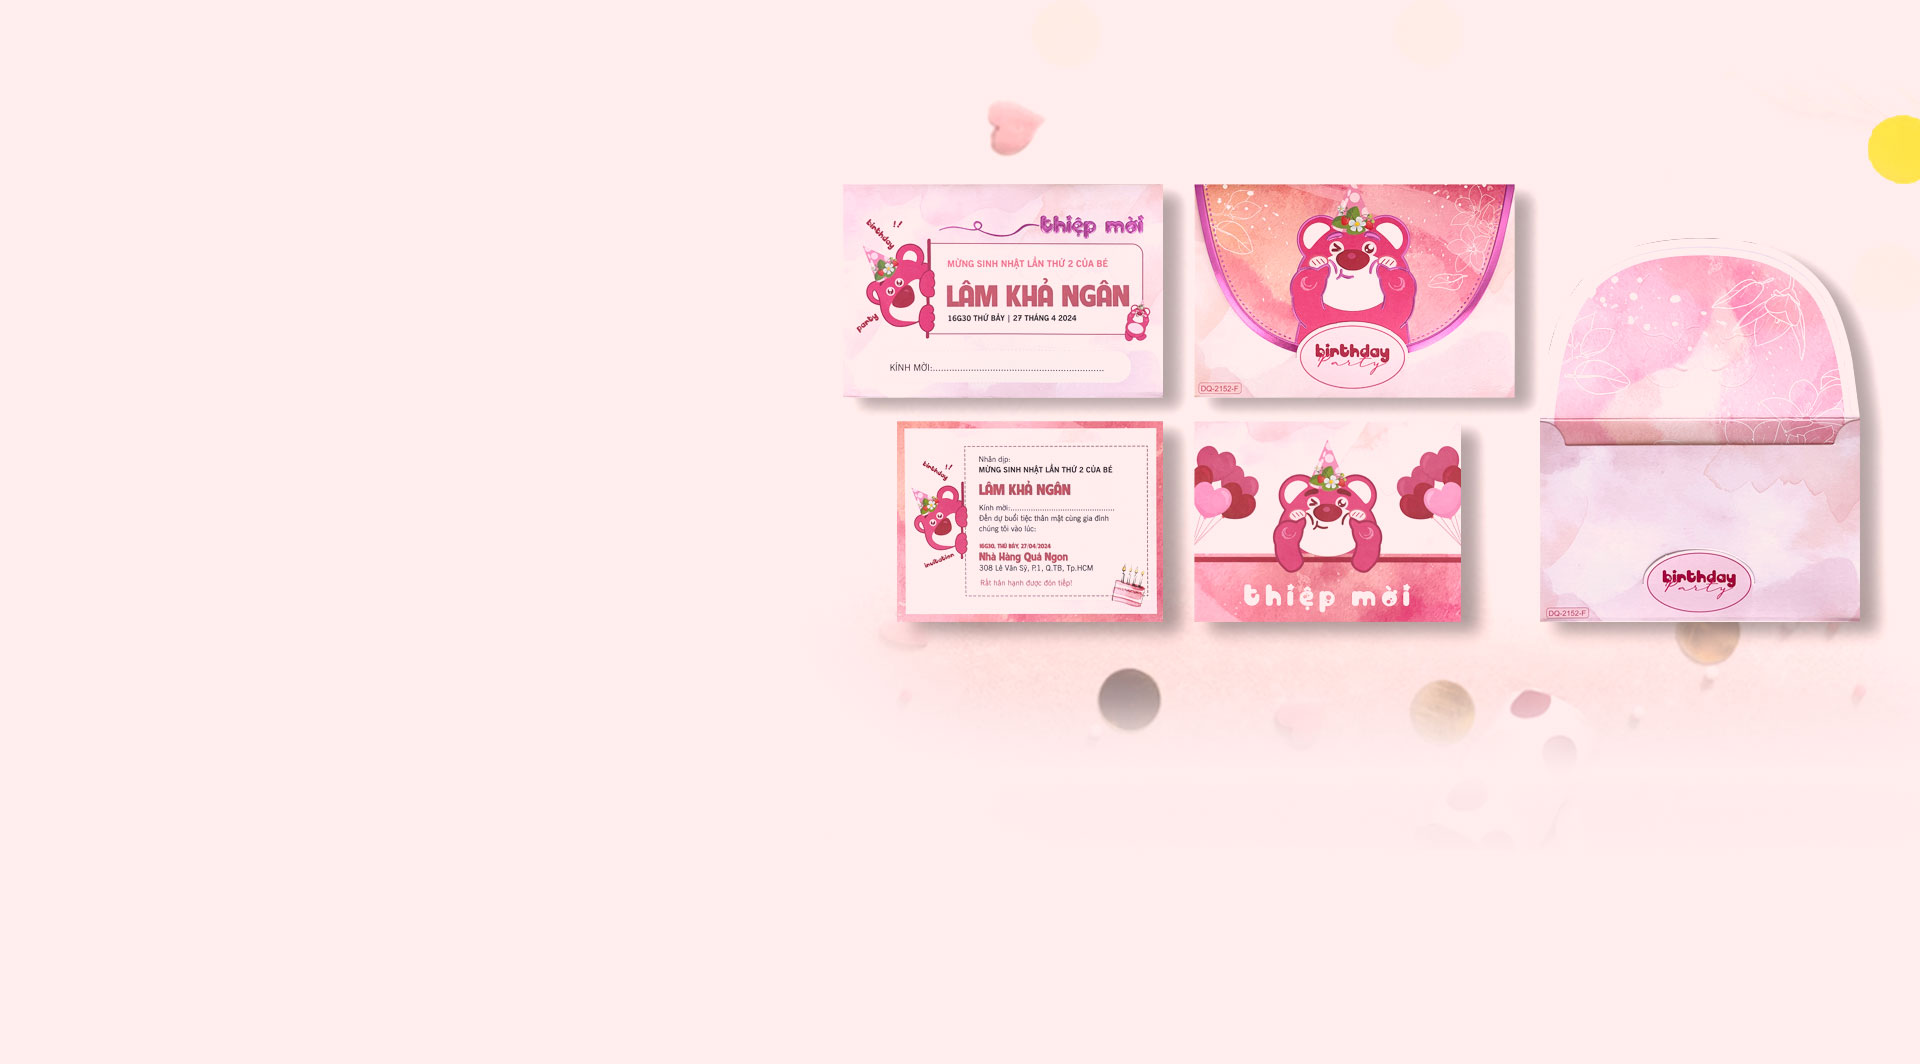 birthday !!
thiệp mời
MỪNG SINH NHẬT LẦN THỨ 2 CỦA BÉ
LÂM KHẢ NGÂN
16G30 THỨ BẢY | 27 THÁNG 4 2024
party
KÍNH MỜI:
birthday
Party
DQ-2152-F
birthday !!
invitation
Nhân dịp:
MỪNG SINH NHẬT LẦN THỨ 2 CỦA BÉ
LÂM KHẢ NGÂN
Kính mời:
Đến dự buổi tiệc thân mật cùng gia đình
chúng tôi vào lúc:
16G30, THỨ BẢY, 27/04/2024
Nhà Hàng Quá Ngon
308 Lê Văn Sỹ, P.1, Q.TB, Tp.HCM
Rất hân hạnh được đón tiếp!
thiệp mời
birthday
Party
DQ-2152-F